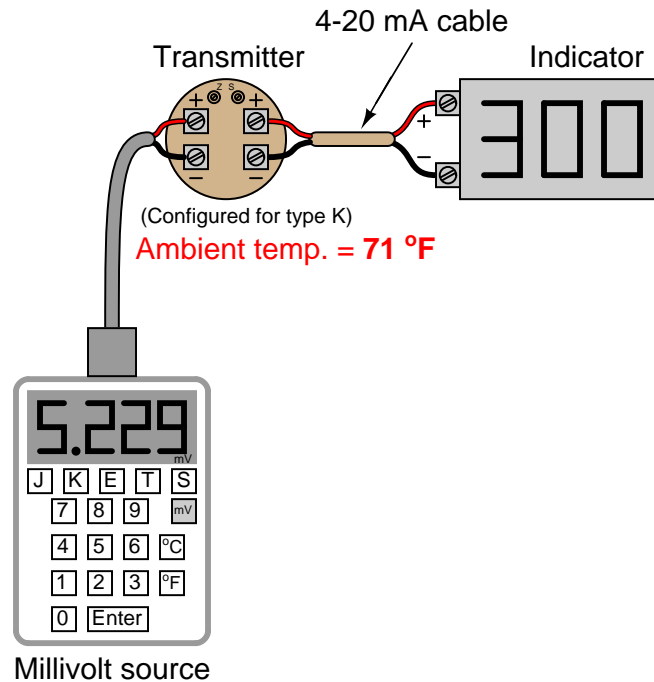 4-20 mA cable
Transmitter
Indicator
Z S
+ +
+
300
− −
−
(Configured for type K)
Ambient temp. = 71 °F
5.229
mV
J K E T S
7 8 9 mV
4 5 6 °C
1 2 3 °F
0 Enter
Millivolt source